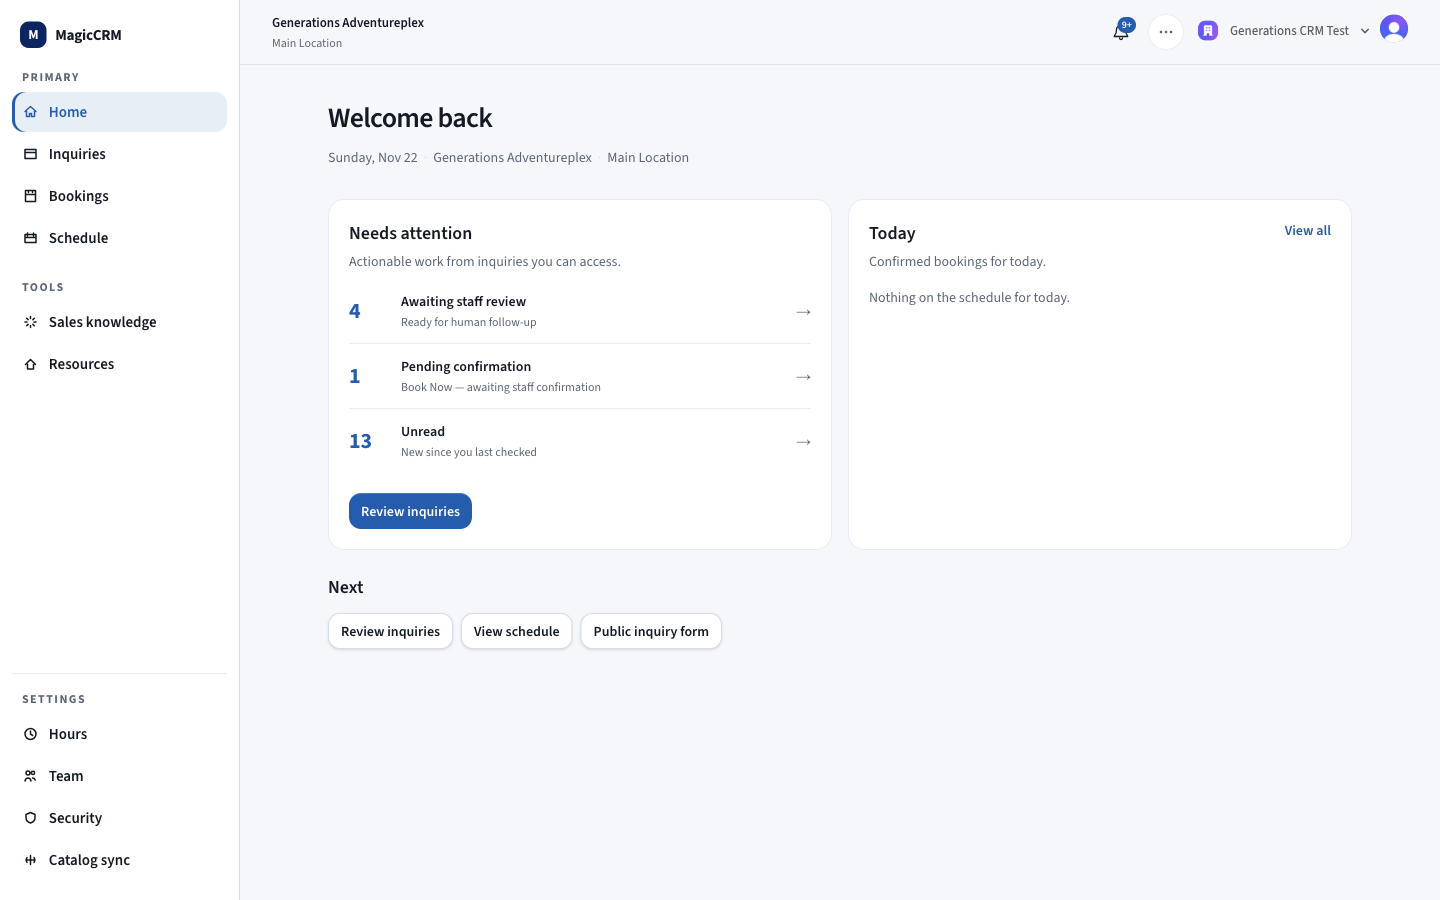 M MagicCRM
PRIMARY
Home
Inquiries
Bookings
Schedule
TOOLS
Sales knowledge
Resources
SETTINGS
Hours
Team
Security
Catalog sync
Generations Adventureplex
Main Location
9+
Generations CRM Test
Welcome back
Sunday, Nov 22 · Generations Adventureplex · Main Location
Needs attention
Actionable work from inquiries you can access.
4 Awaiting staff review →
Ready for human follow-up
1 Pending confirmation →
Book Now — awaiting staff confirmation
13 Unread →
New since you last checked
Review inquiries
Today View all
Confirmed bookings for today.
Nothing on the schedule for today.
Next
Review inquiries View schedule Public inquiry form